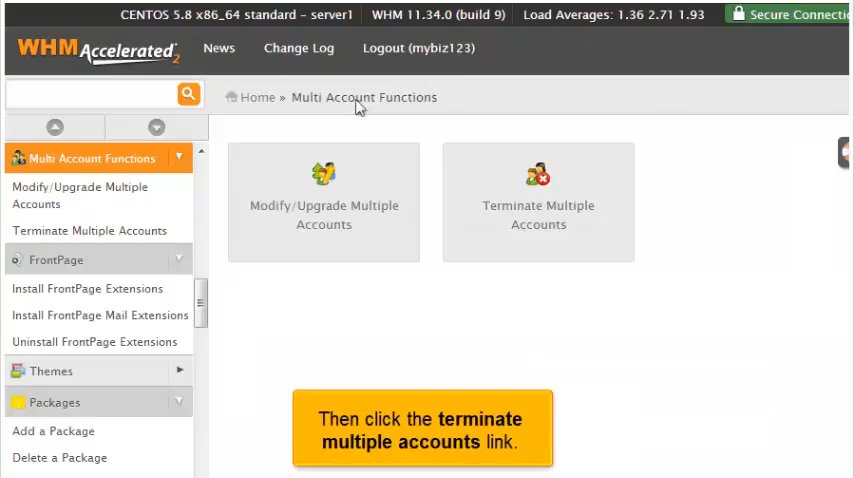 CENTOS 5.8 x86_64 standard - server1 WHM 11.34.0 (build 9) Load Averages: 1.36 2.71 1.93 Secure Connectio
WHM Accelerated 2 News Change Log Logout (mybiz123)
Home » Multi Account Functions
Multi Account Functions
Modify/Upgrade Multiple
Accounts
Terminate Multiple Accounts
FrontPage
Install FrontPage Extensions
Install FrontPage Mail Extensions
Uninstall FrontPage Extensions
Themes
Packages
Add a Package
Delete a Package
Modify/Upgrade Multiple
Accounts
Terminate Multiple
Accounts
Then click the terminate
multiple accounts link.